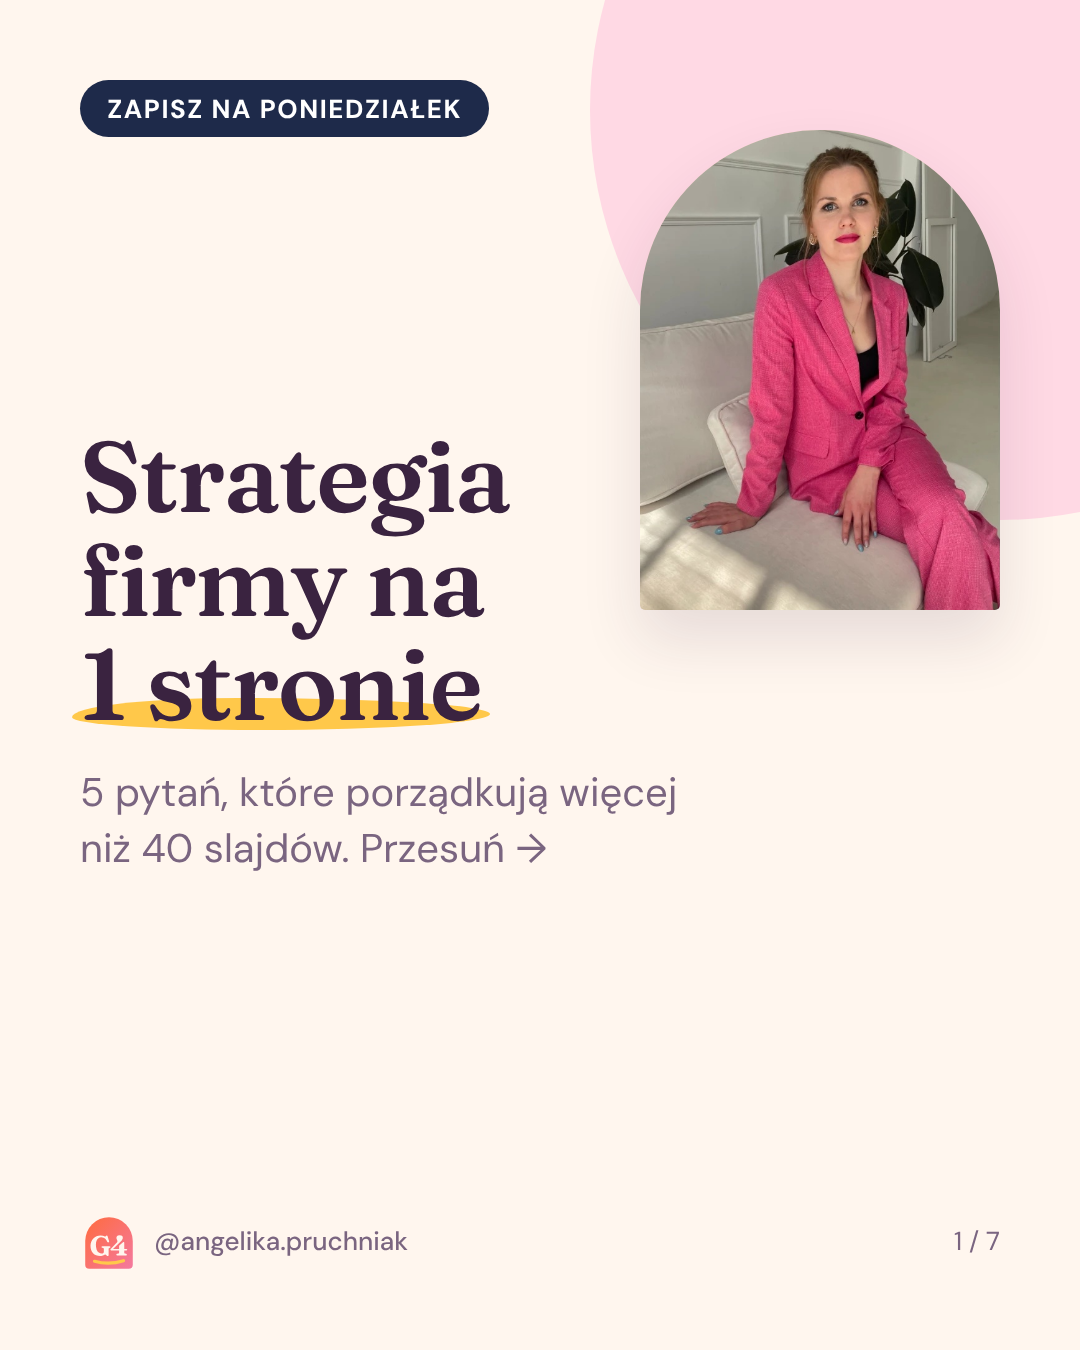 ZAPISZ NA PONIEDZIAŁEK
Strategia
firmy na
1 stronie
5 pytań, które porządkują więcej
niż 40 slajdów. Przesuń →
G4
@angelika.pruchniak
1 / 7